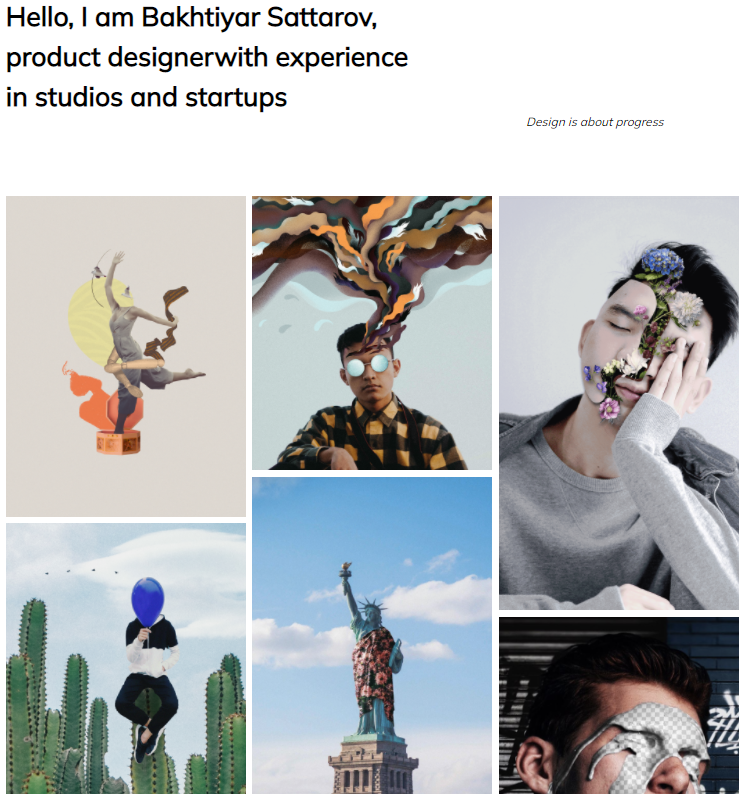 Hello, I am Bakhtiyar Sattarov,
product designerwith experience
in studios and startups
Design is about progress